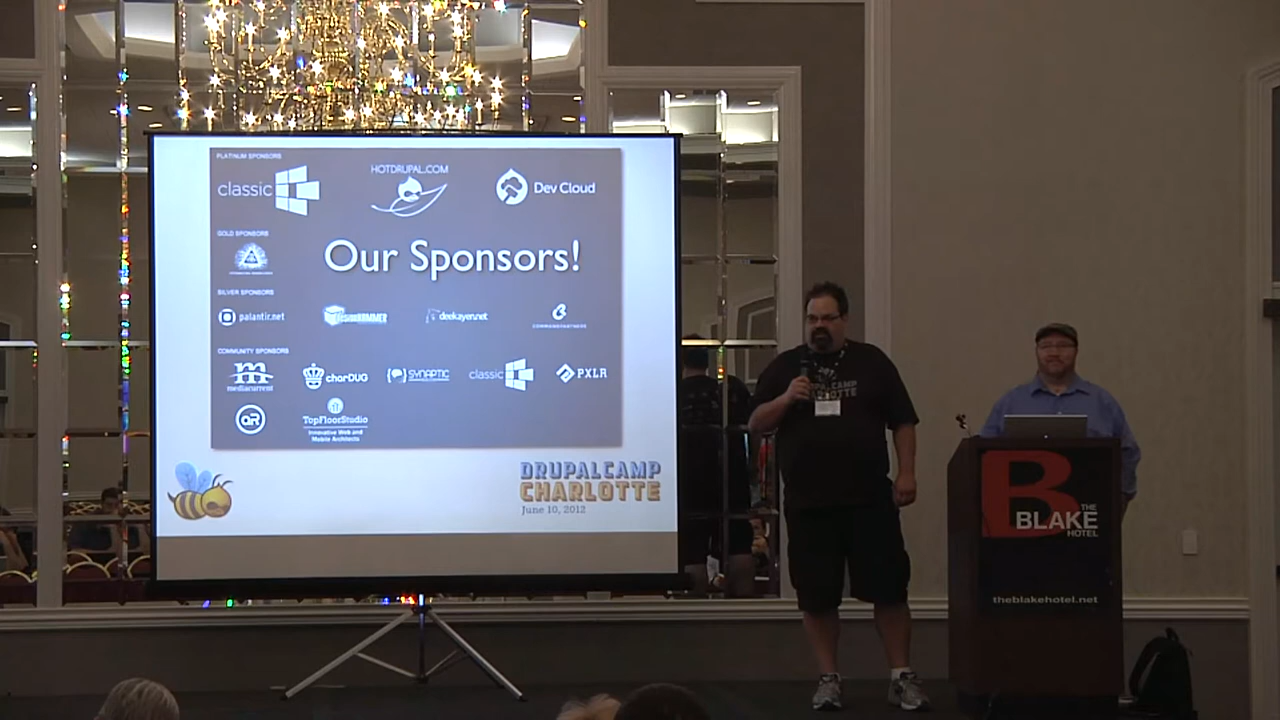 PLATINUM SPONSORS
classic
HOTDRUPAL.COM
Dev Cloud
GOLD SPONSORS
Our Sponsors!
SILVER SPONSORS
palantir.net
deekayen.net
COMMUNITY SPONSORS
mediacurrent
charDUG
SYNAPTIC
classic
PXLR
QR
TopFloorStudio
Innovative Web and
Mobile Architects
DRUPALCAMP
CHARLOTTE
June 10, 2012
DRUPALCAMP
CHARLOTTE
B
THE
BLAKE
HOTEL
theblakehotel.net